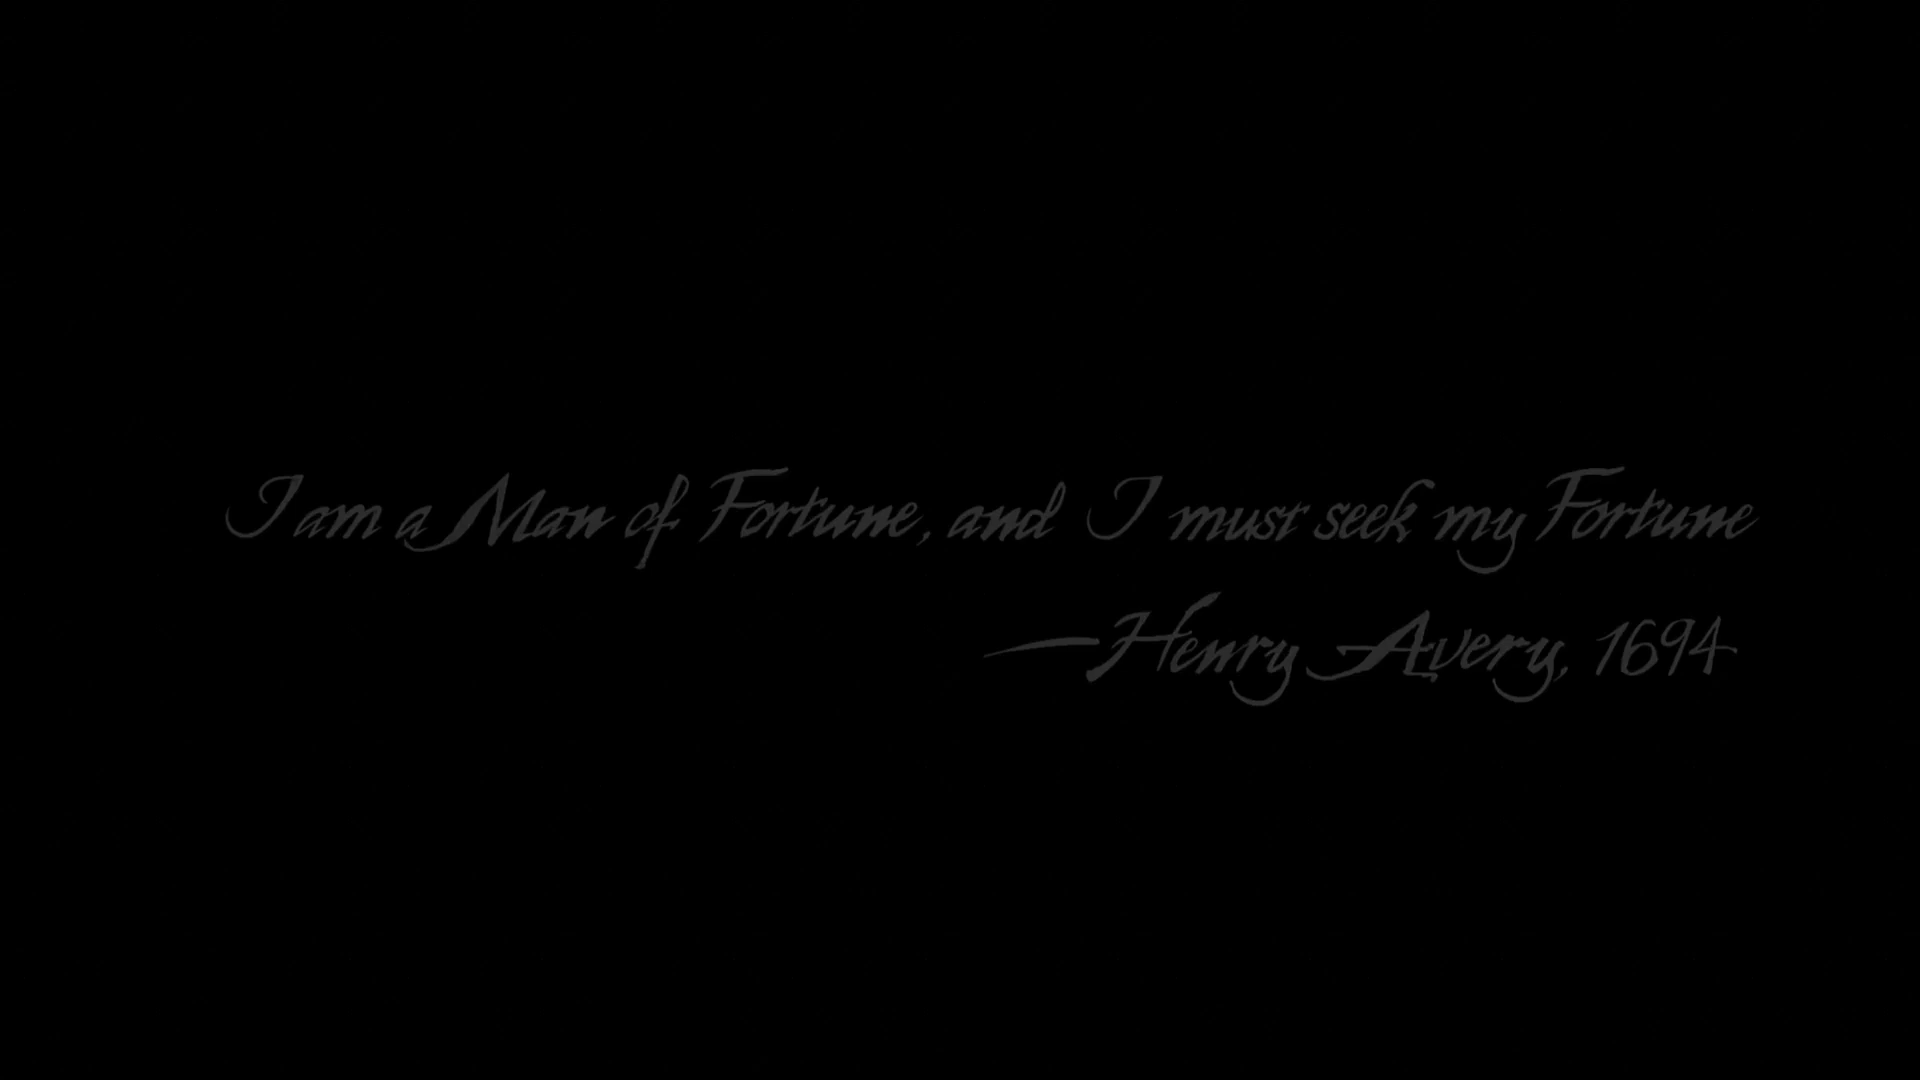 I am a Man of Fortune, and I must seek my Fortune
—Henry Avery, 1694